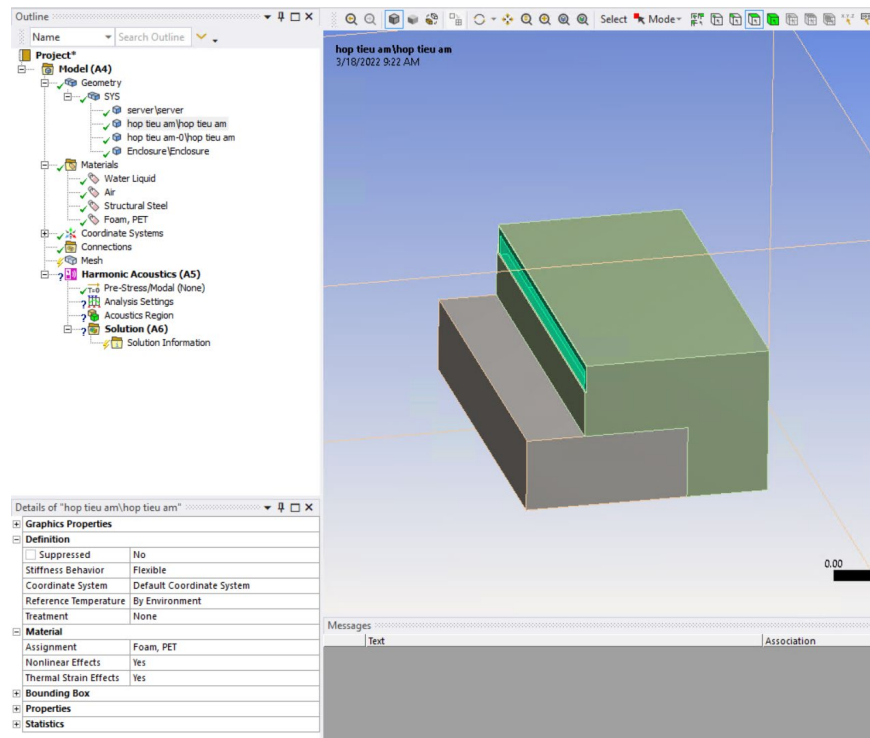 Outline
Name Search Outline
Project*
Model (A4)
Geometry
SYS
server\server
hop tieu am\hop tieu am
hop tieu am-0\hop tieu am
Enclosure\Enclosure
Materials
Water Liquid
Air
Structural Steel
Foam, PET
Coordinate Systems
Connections
Mesh
Harmonic Acoustics (A5)
T=0 Pre-Stress/Modal (None)
Analysis Settings
Acoustics Region
Solution (A6)
Solution Information
Details of "hop tieu am\hop tieu am"
Graphics Properties
Definition
Suppressed No
Stiffness Behavior Flexible
Coordinate System Default Coordinate System
Reference Temperature By Environment
Treatment None
Material
Assignment Foam, PET
Nonlinear Effects Yes
Thermal Strain Effects Yes
Bounding Box
Properties
Statistics
Select Mode
hop tieu am\hop tieu am
3/18/2022 9:22 AM
0.00
Messages
Text Association